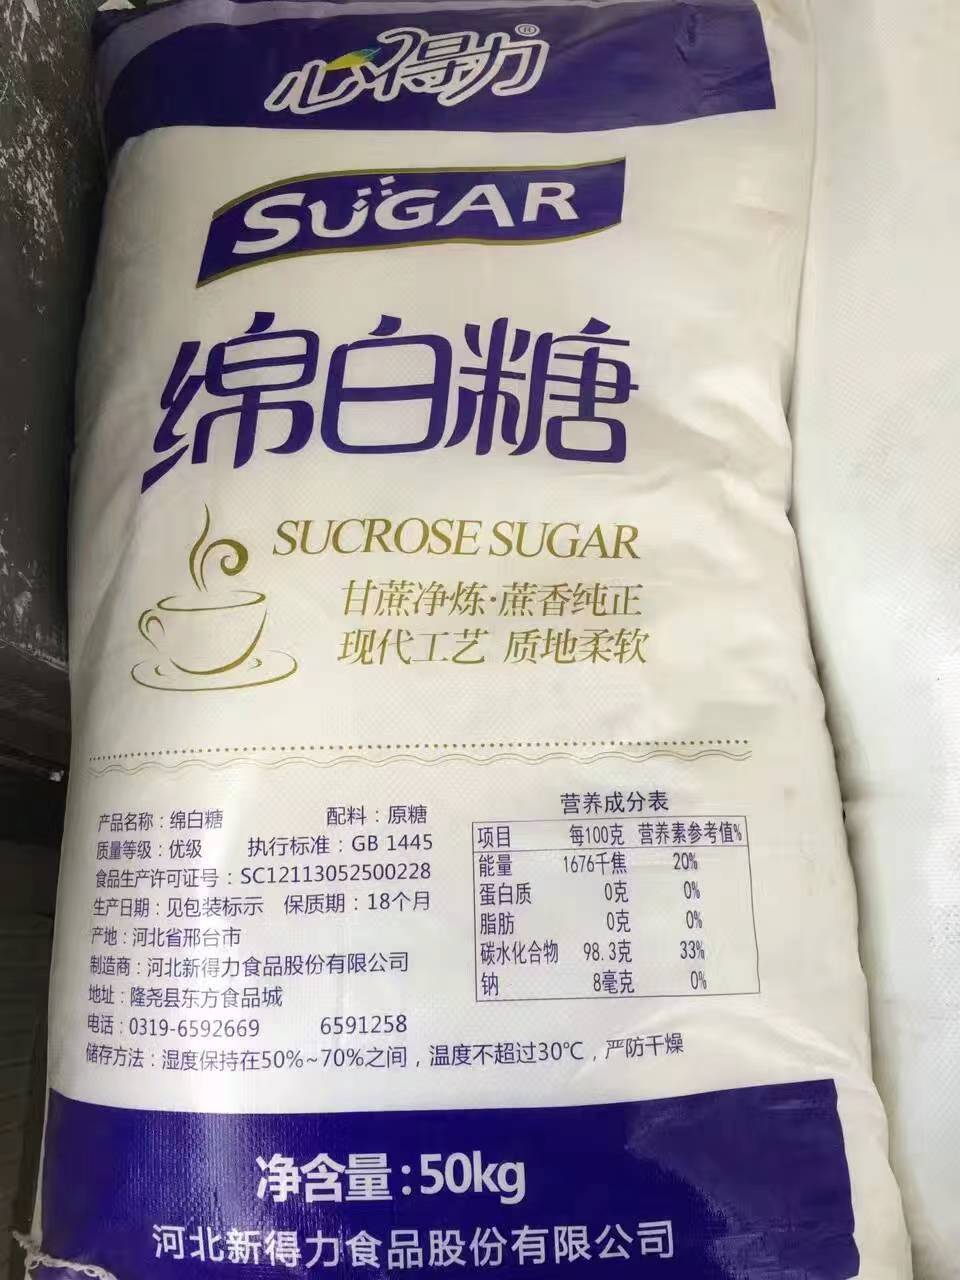 心得力®
SUGAR
绵白糖
SUCROSE SUGAR
甘蔗净炼·蔗香纯正
现代工艺 质地柔软
产品名称：绵白糖 配料：原糖
质量等级：优级 执行标准：GB 1445
食品生产许可证号：SC12113052500228
生产日期：见包装标示 保质期：18个月
产地：河北省邢台市
制造商：河北新得力食品股份有限公司
地址：隆尧县东方食品城
电话：0319-6592669 6591258
储存方法：湿度保持在50%~70%之间，温度不超过30℃，严防干燥
营养成分表
项目 每100克 营养素参考值%
能量 1676千焦 20%
蛋白质 0克 0%
脂肪 0克 0%
碳水化合物 98.3克 33%
钠 8毫克 0%
净含量:50kg
河北新得力食品股份有限公司